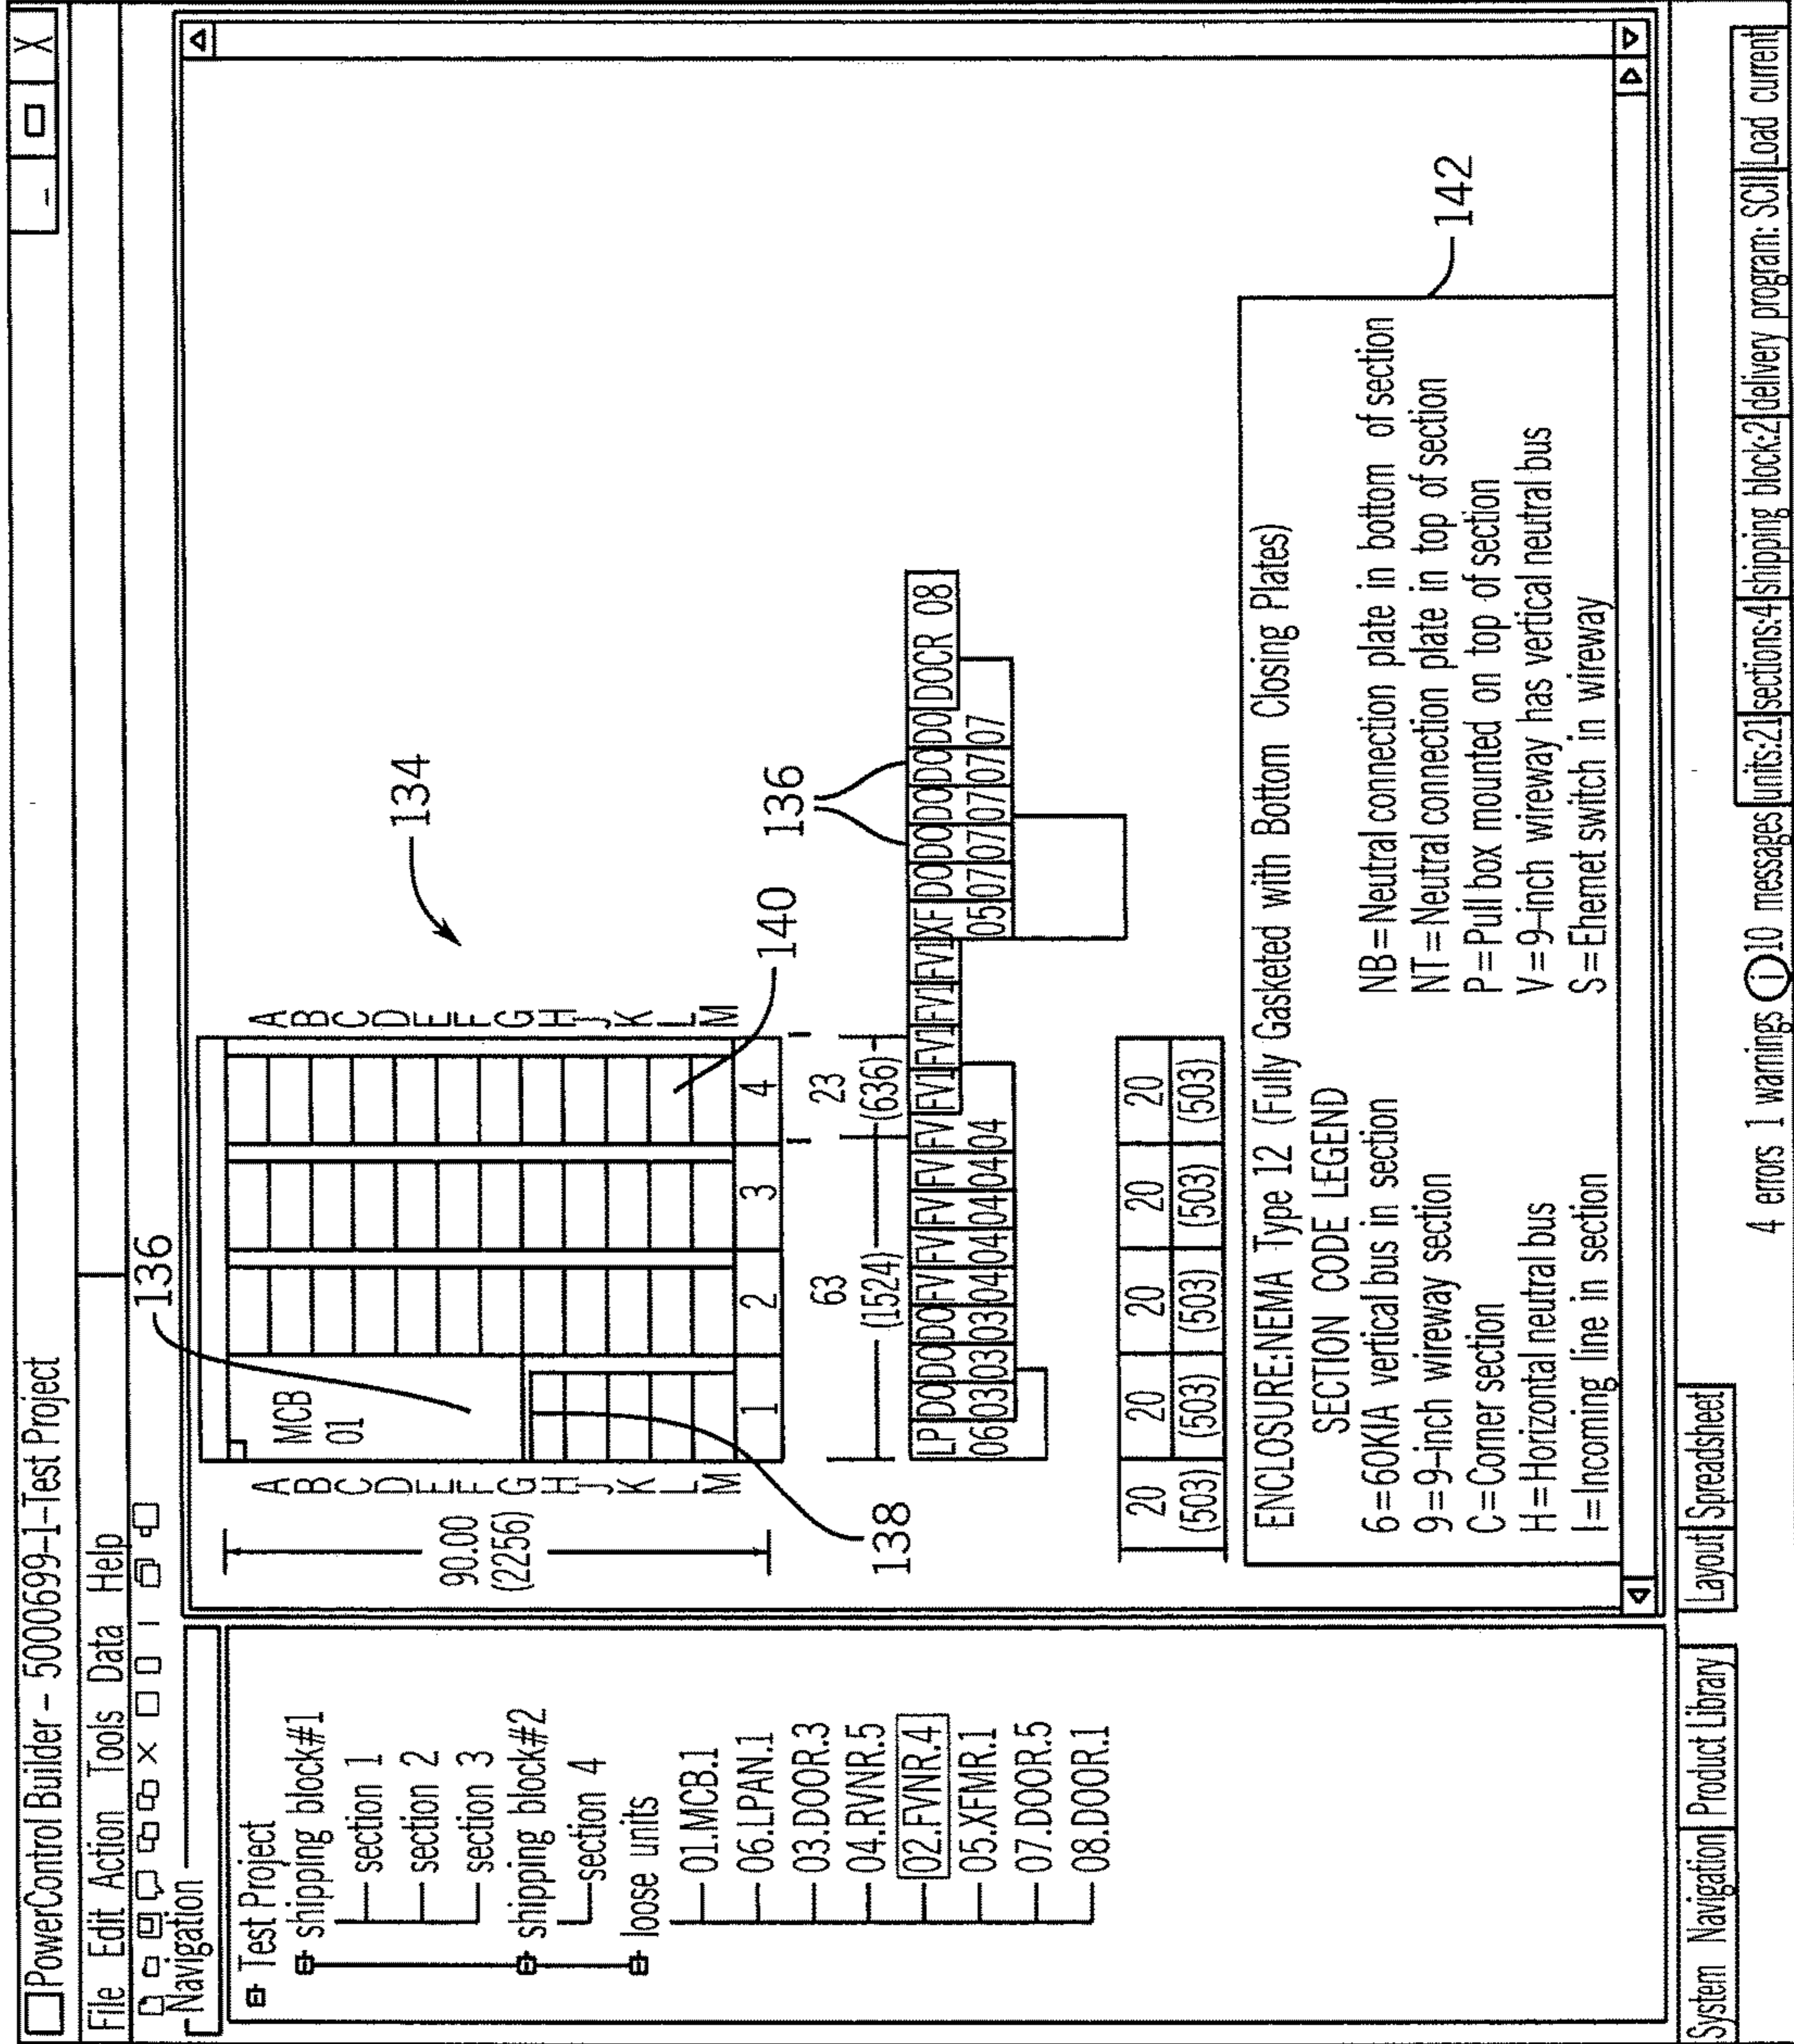 PowerControl Builder - 5000699-1-Test Project
_ □ X
File Edit Action Tools Data Help
Navigation
Test Project
shipping block#1
section 1
section 2
section 3
shipping block#2
section 4
loose units
01.MCB.1
06.LPAN.1
03.DOOR.3
04.RVNR.5
02.FVNR.4
05.XFMR.1
07.DOOR.5
08.DOOR.1
136
134
90.00
(2256)
A
B
C
D
E
F
G
H
J
K
L
M
MCB
01
1 2 3 4
A
B
C
D
E
F
G
H
J
K
L
M
140
138
63
(1524)
23
(636)
136
LP DO DO DO FV FV FV FV FV FV1 FV1 FV1 FV1 XF DO DO DO DO DO DOCR 08
06 03 03 03 04 04 04 04 04 05 07 07 07 07 07
20 20 20 20 20
(503) (503) (503) (503) (503)
142
ENCLOSURE:NEMA Type 12 (Fully Gasketed with Bottom Closing Plates)
SECTION CODE LEGEND
6=60KIA vertical bus in section
9=9-inch wireway section
C=Corner section
H=Horizontal neutral bus
I=Incoming line in section
NB=Neutral connection plate in bottom of section
NT=Neutral connection plate in top of section
P=Pull box mounted on top of section
V=9-inch wireway has vertical neutral bus
S=Ehemet switch in wireway
System Navigation Product Library Layout Spreadsheet
4 errors 1 warnings i 10 messages units:21 sections:4 shipping block:2 delivery program: SCII Load current